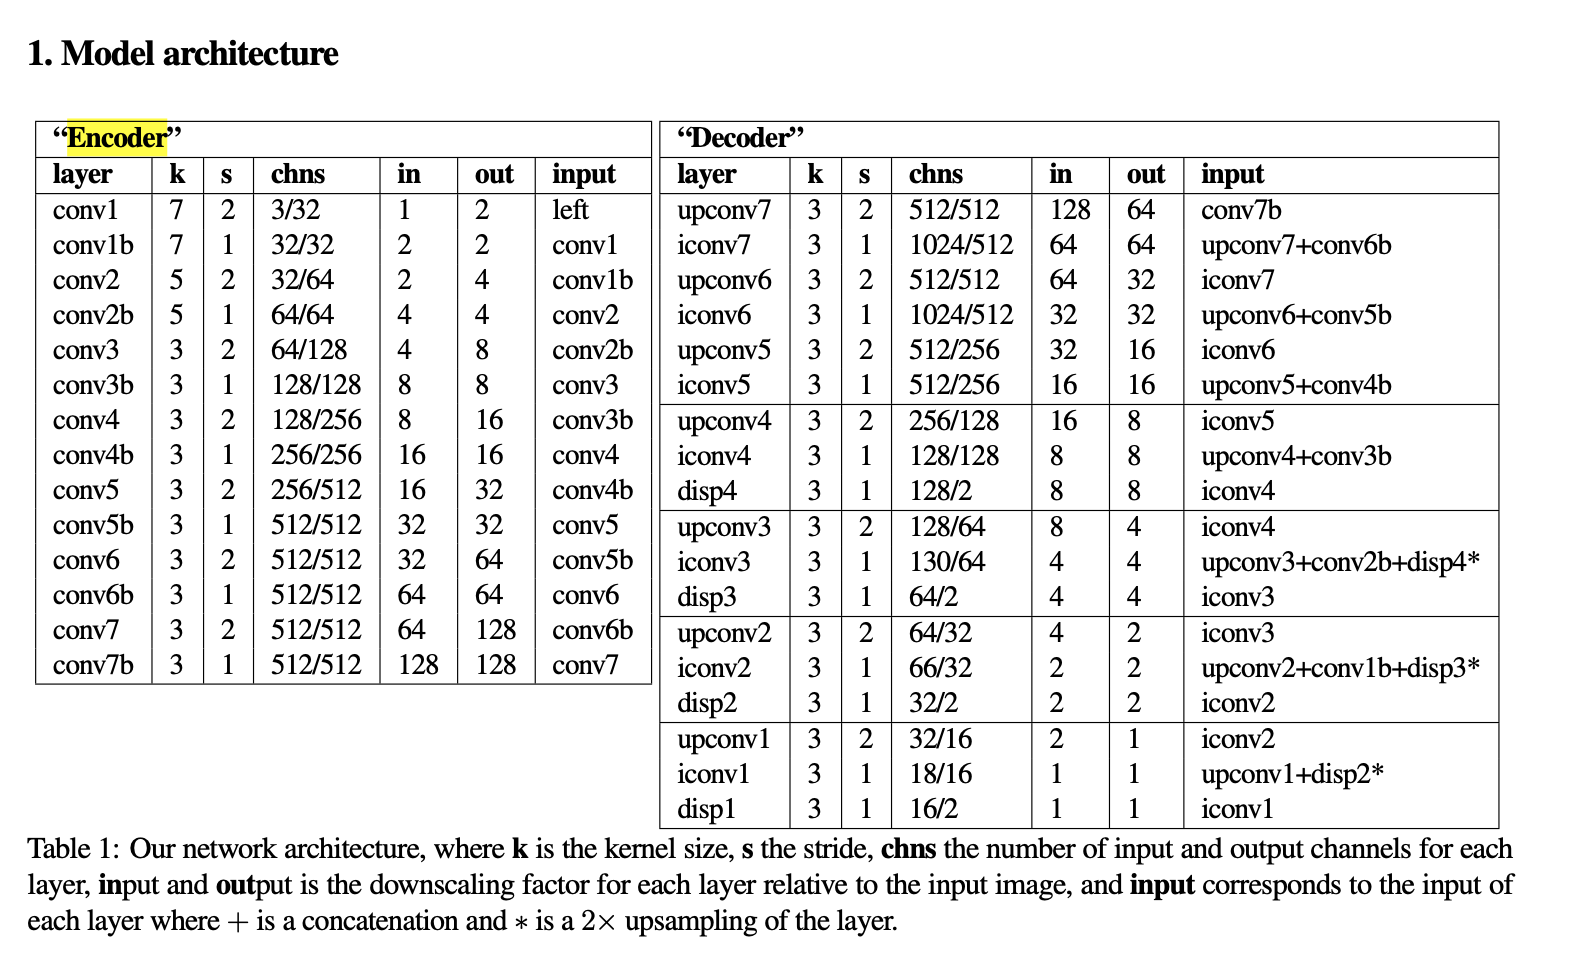 1. Model architecture
“Encoder”
layer k s chns in out input
conv1 7 2 3/32 1 2 left
conv1b 7 1 32/32 2 2 conv1
conv2 5 2 32/64 2 4 conv1b
conv2b 5 1 64/64 4 4 conv2
conv3 3 2 64/128 4 8 conv2b
conv3b 3 1 128/128 8 8 conv3
conv4 3 2 128/256 8 16 conv3b
conv4b 3 1 256/256 16 16 conv4
conv5 3 2 256/512 16 32 conv4b
conv5b 3 1 512/512 32 32 conv5
conv6 3 2 512/512 32 64 conv5b
conv6b 3 1 512/512 64 64 conv6
conv7 3 2 512/512 64 128 conv6b
conv7b 3 1 512/512 128 128 conv7
“Decoder”
layer k s chns in out input
upconv7 3 2 512/512 128 64 conv7b
iconv7 3 1 1024/512 64 64 upconv7+conv6b
upconv6 3 2 512/512 64 32 iconv7
iconv6 3 1 1024/512 32 32 upconv6+conv5b
upconv5 3 2 512/256 32 16 iconv6
iconv5 3 1 512/256 16 16 upconv5+conv4b
upconv4 3 2 256/128 16 8 iconv5
iconv4 3 1 128/128 8 8 upconv4+conv3b
disp4 3 1 128/2 8 8 iconv4
upconv3 3 2 128/64 8 4 iconv4
iconv3 3 1 130/64 4 4 upconv3+conv2b+disp4*
disp3 3 1 64/2 4 4 iconv3
upconv2 3 2 64/32 4 2 iconv3
iconv2 3 1 66/32 2 2 upconv2+conv1b+disp3*
disp2 3 1 32/2 2 2 iconv2
upconv1 3 2 32/16 2 1 iconv2
iconv1 3 1 18/16 1 1 upconv1+disp2*
disp1 3 1 16/2 1 1 iconv1
Table 1: Our network architecture, where k is the kernel size, s the stride, chns the number of input and output channels for each
layer, input and output is the downscaling factor for each layer relative to the input image, and input corresponds to the input of
each layer where + is a concatenation and ∗ is a 2× upsampling of the layer.